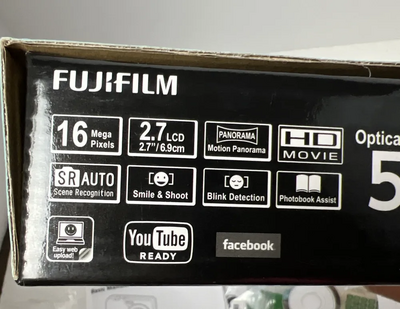 FUJIFILM
16 Mega Pixels
2.7 LCD
2.7"/6.9cm
PANORAMA
Motion Panorama
HD
MOVIE
Optical
5
SR AUTO
Scene Recognition
Smile & Shoot
Blink Detection
Photobook Assist
Easy web upload!
YouTube
READY
facebook